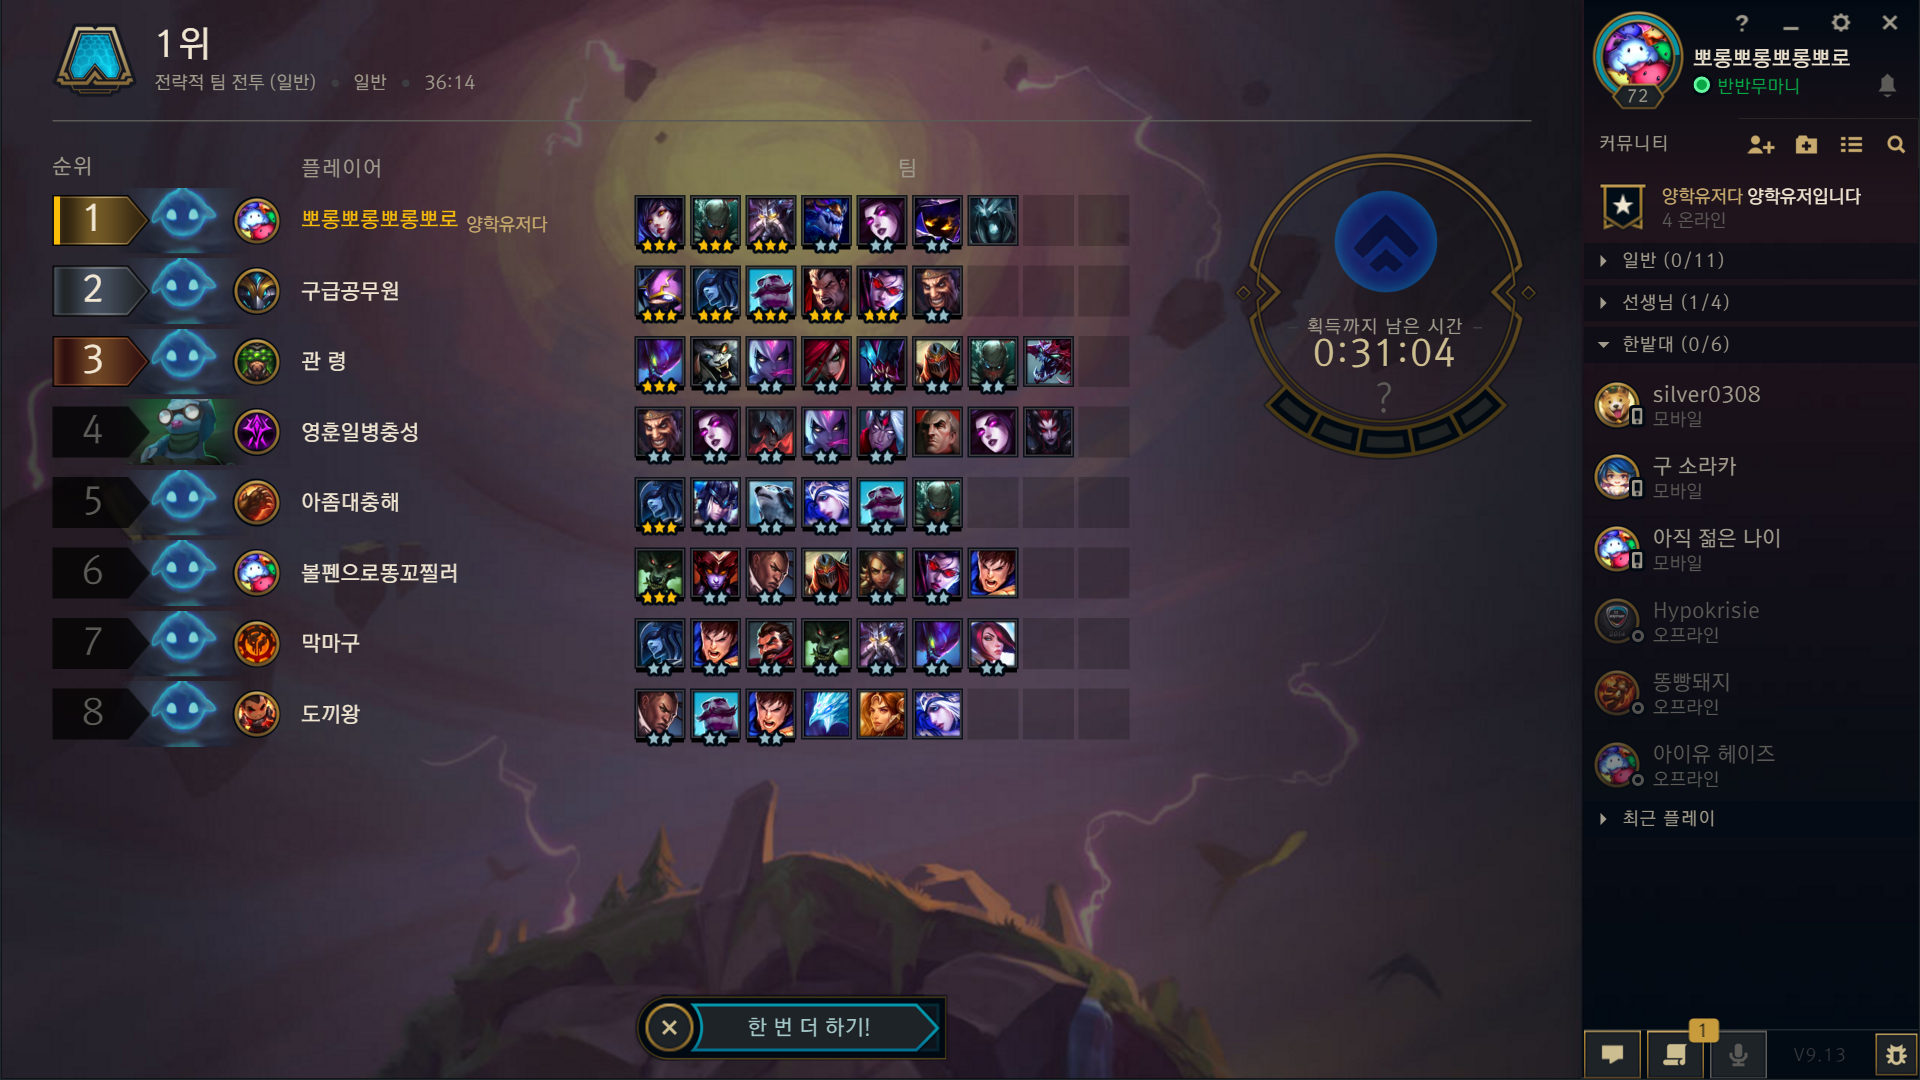 1위
전략적 팀 전투 (일반) • 일반 • 36:14
순위 플레이어 팀
1 뽀롱뽀롱뽀롱뽀로 양학유저다
2 구급공무원
3 관 령
4 영훈일병충성
5 아좀대충해
6 볼펜으로똥꼬찔러
7 막마구
8 도끼왕
획득까지 남은 시간
0:31:04
?
한 번 더 하기!
?
뽀롱뽀롱뽀롱뽀로
72
반반무마니
커뮤니티
양학유저다 양학유저입니다
4 온라인
일반 (0/11)
선생님 (1/4)
한밭대 (0/6)
silver0308
모바일
구 소라카
모바일
아직 젊은 나이
모바일
Hypokrisie
오프라인
똥빵돼지
오프라인
아이유 헤이즈
오프라인
최근 플레이
1
V9.13